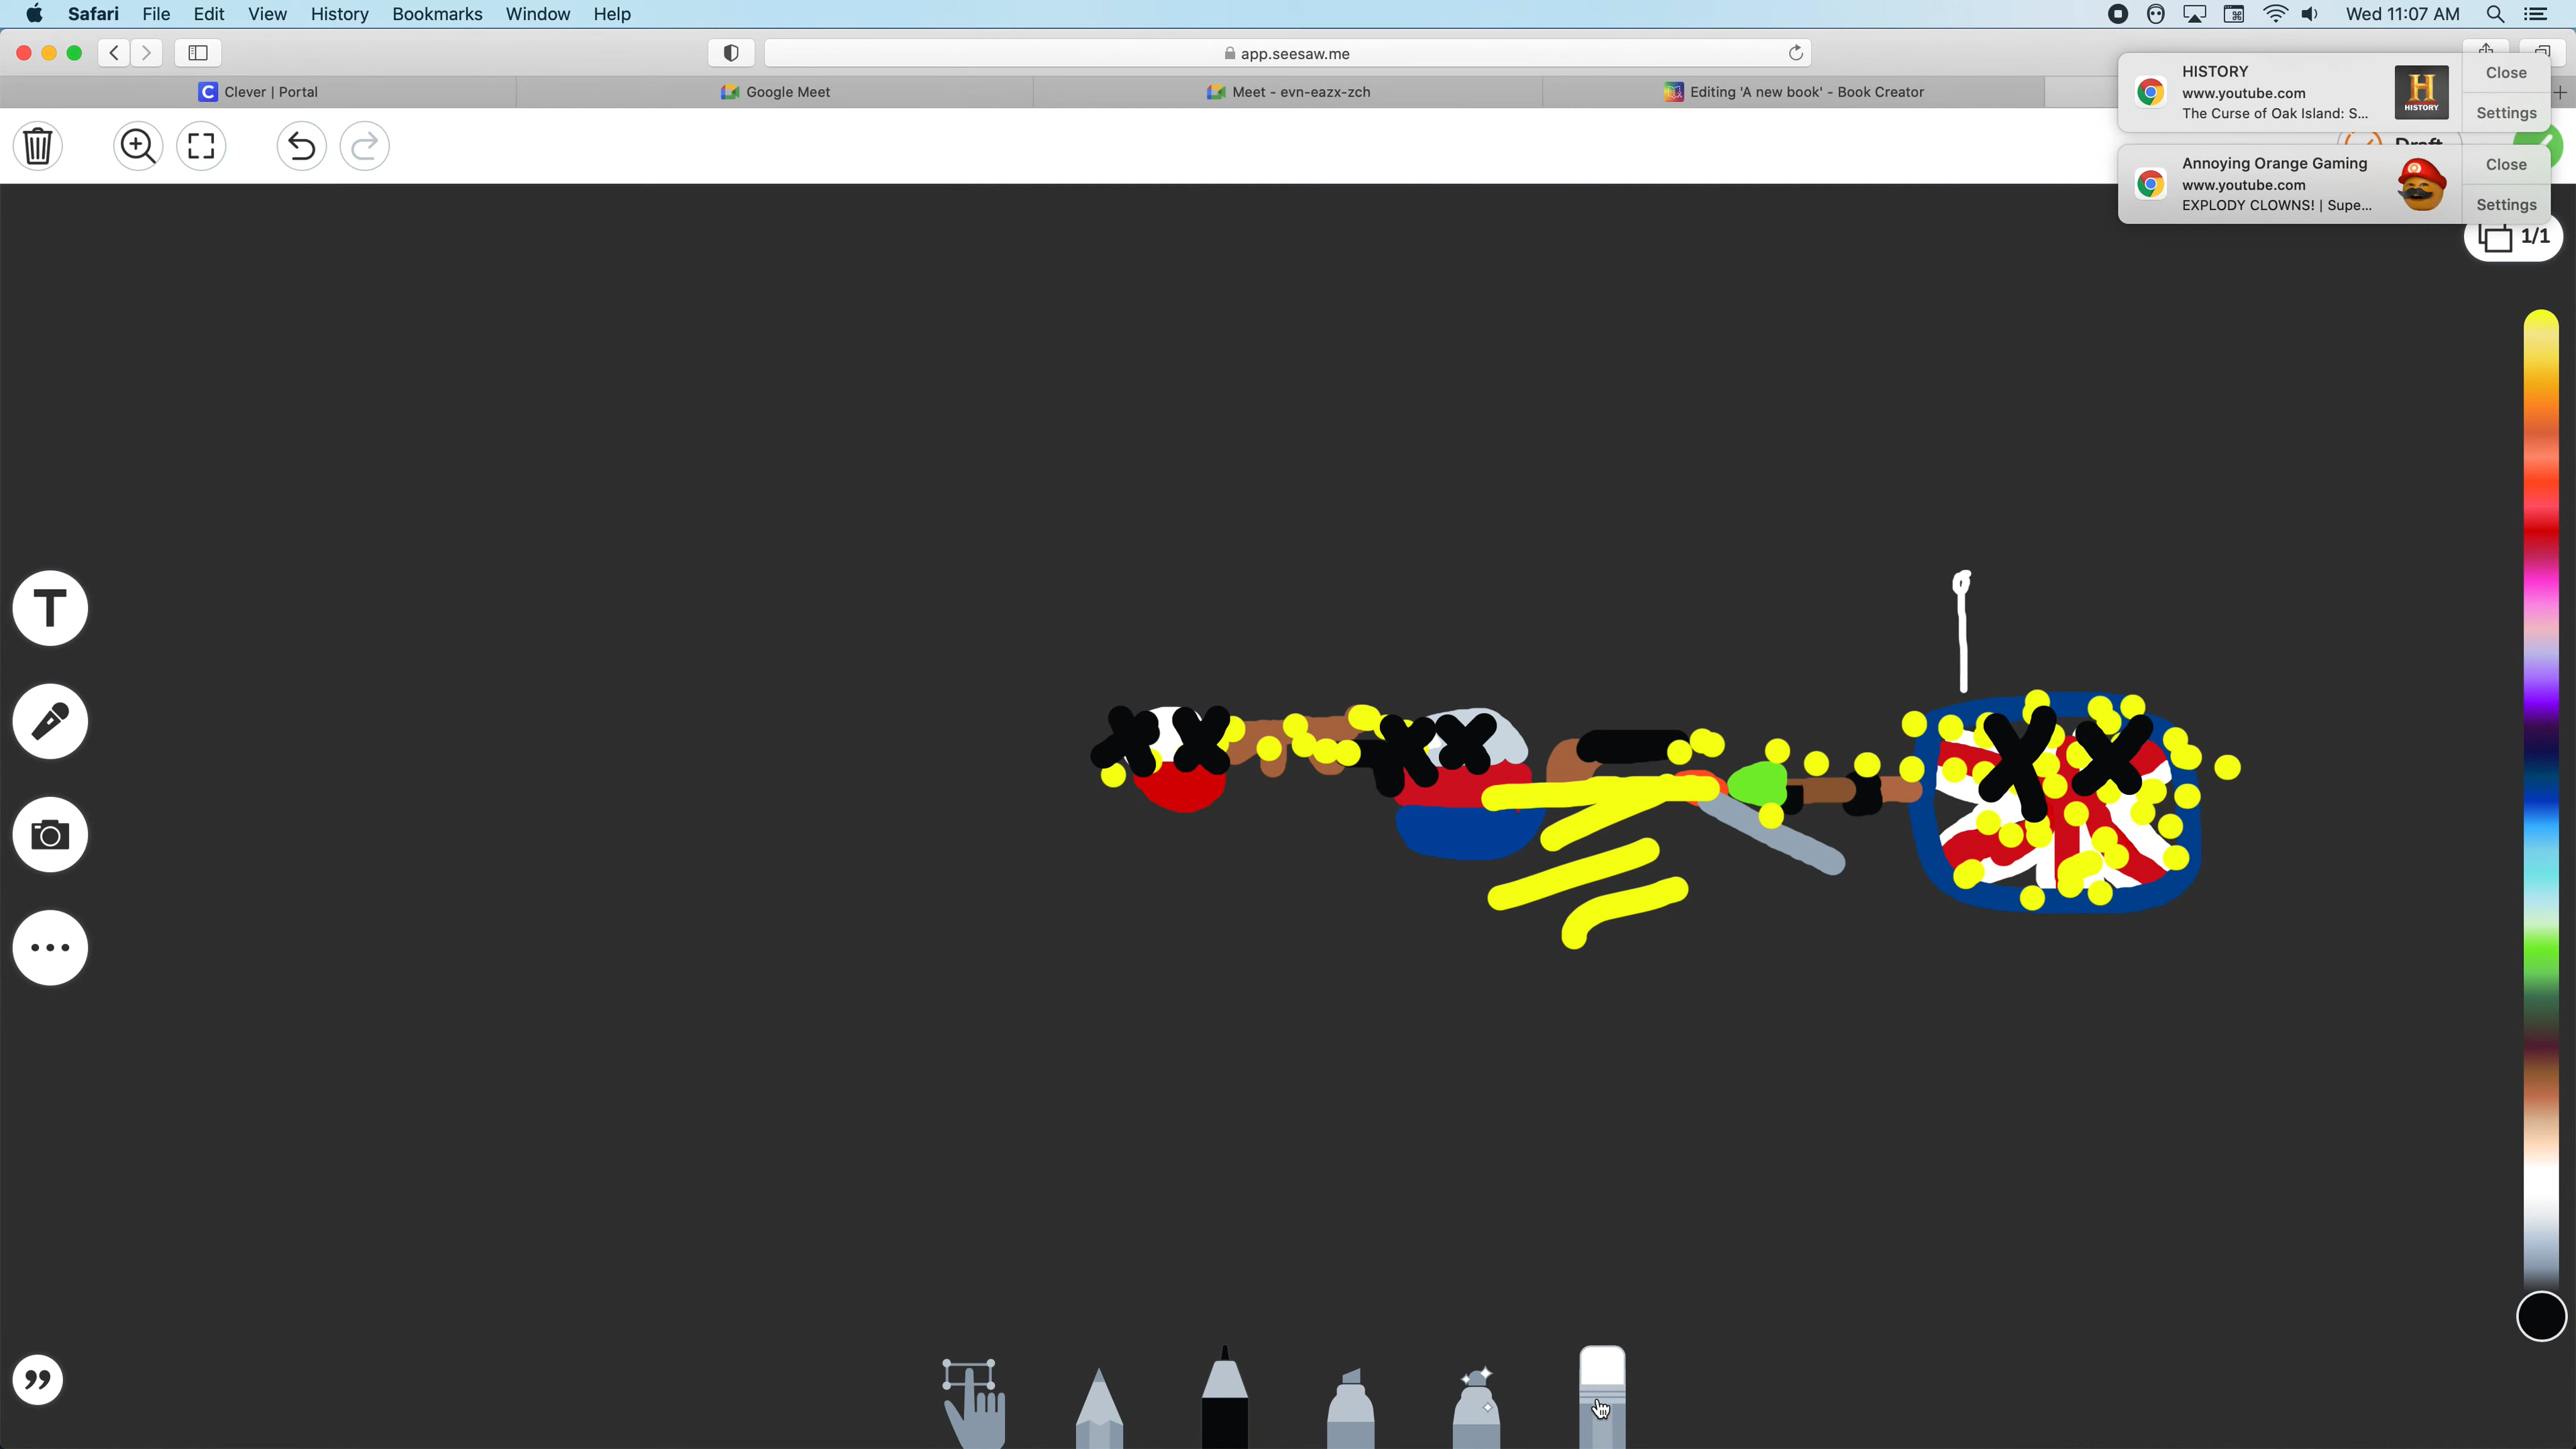 Safari File Edit View History Bookmarks Window Help Wed 11:07 AM
app.seesaw.me
Clever | Portal
Google Meet
Meet - evn-eazx-zch
Editing 'A new book' - Book Creator
HISTORY
www.youtube.com
The Curse of Oak Island: S...
HISTORY
Close
Settings
Draft
Annoying Orange Gaming
www.youtube.com
EXPLODY CLOWNS! | Supe...
Close
Settings
1/1
T